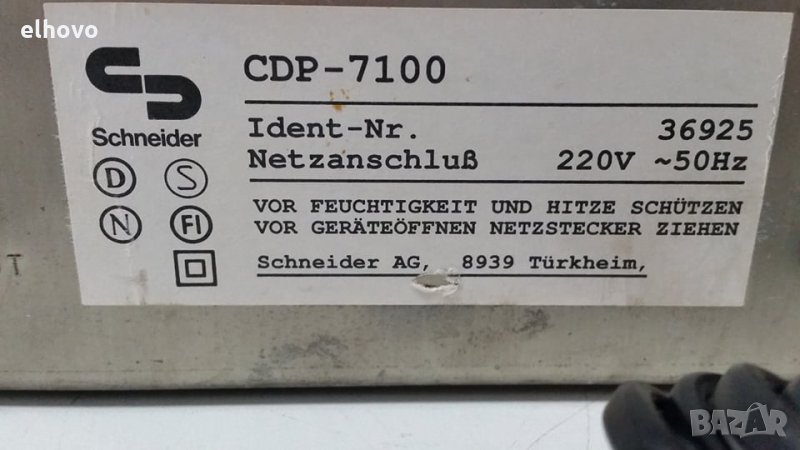 elhovo
CDP-7100
Schneider
Ident-Nr. 36925
Netzanschluß 220V ~50Hz
D S
N FI
VOR FEUCHTIGKEIT UND HITZE SCHÜTZEN
VOR GERÄTEÖFFNEN NETZSTECKER ZIEHEN
Schneider AG, 8939 Türkheim,
T
BAZAR